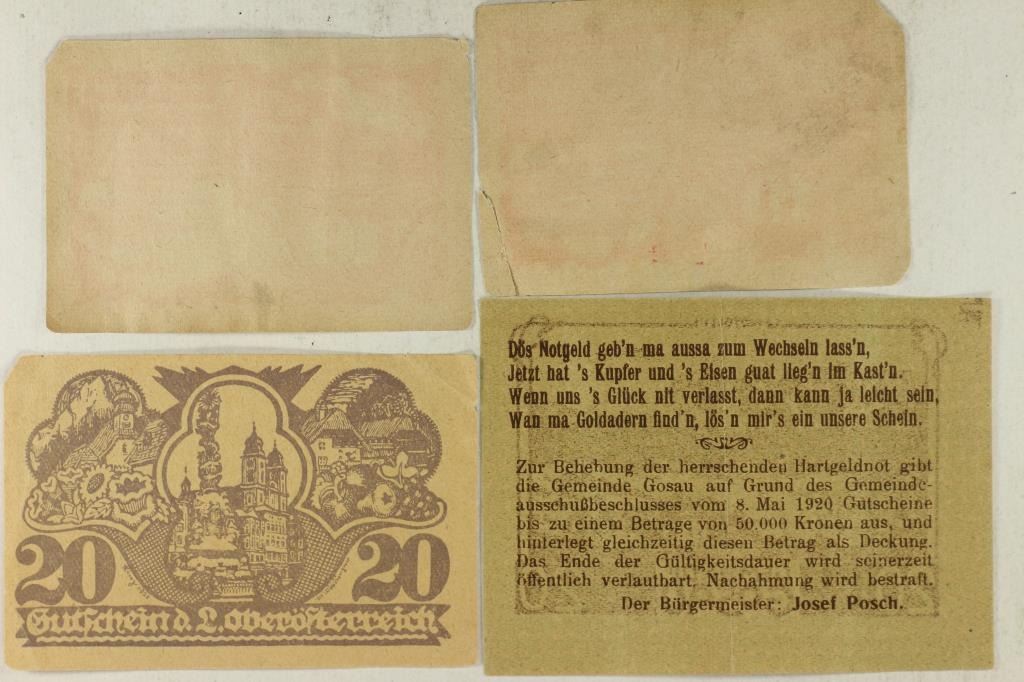 20 20
Gutschein d. L. Oberösterreich
Dös Notgeld geb'n ma aussa zum Wechseln lass'n,
Jetzt hat 's Kupfer und 's Eisen guat lieg'n im Kast'n.
Wenn uns 's Glück nit verlasst, dann kann ja leicht sein,
Wan ma Goldadern find'n, lös'n mir's ein unsere Schein.
Zur Behebung der herrschenden Hartgeldnot gibt
die Gemeinde Gosau auf Grund des Gemeinde-
ausschußbeschlusses vom 8. Mai 1920 Gutscheine
bis zu einem Betrage von 50.000 Kronen aus, und
hinterlegt gleichzeitig diesen Betrag als Deckung.
Das Ende der Gültigkeitsdauer wird seinerzeit
öffentlich verlautbart. Nachahmung wird bestraft.
Der Bürgermeister: Josef Posch.